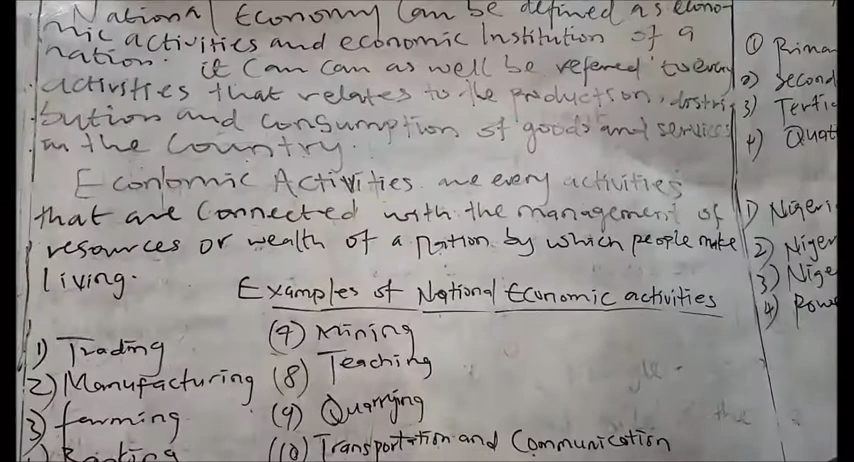 National Economy Can be defined as econo-
mic activities and economic Institution of a
nation. it Can can as well be refered to every
activities that relates to the production, distri
bution and consumption of goods and services
in the Country.
Economic Activities are every activities
that are Connected with the management of
resources or wealth of a Nation by which people make
living.
Examples of National Economic activities
1) Trading
2) Manufacturing
3) farming
(7) Mining
(8) Teaching
(9) Quarrying
(10) Transportation and Communication
① Prima
2) Second
3) Tertia
4) Quat
1) Nigeri
2) Niger
3) Nige
4) Powe